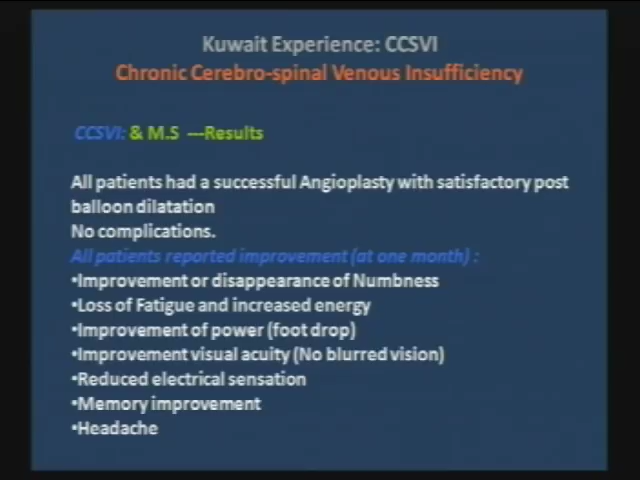 Kuwait Experience: CCSVI
Chronic Cerebro-spinal Venous Insufficiency
CCSVI: & M.S ---Results
All patients had a successful Angioplasty with satisfactory post
balloon dilatation
No complications.
All patients reported improvement (at one month) :
•Improvement or disappearance of Numbness
•Loss of Fatigue and increased energy
•Improvement of power (foot drop)
•Improvement visual acuity (No blurred vision)
•Reduced electrical sensation
•Memory improvement
•Headache